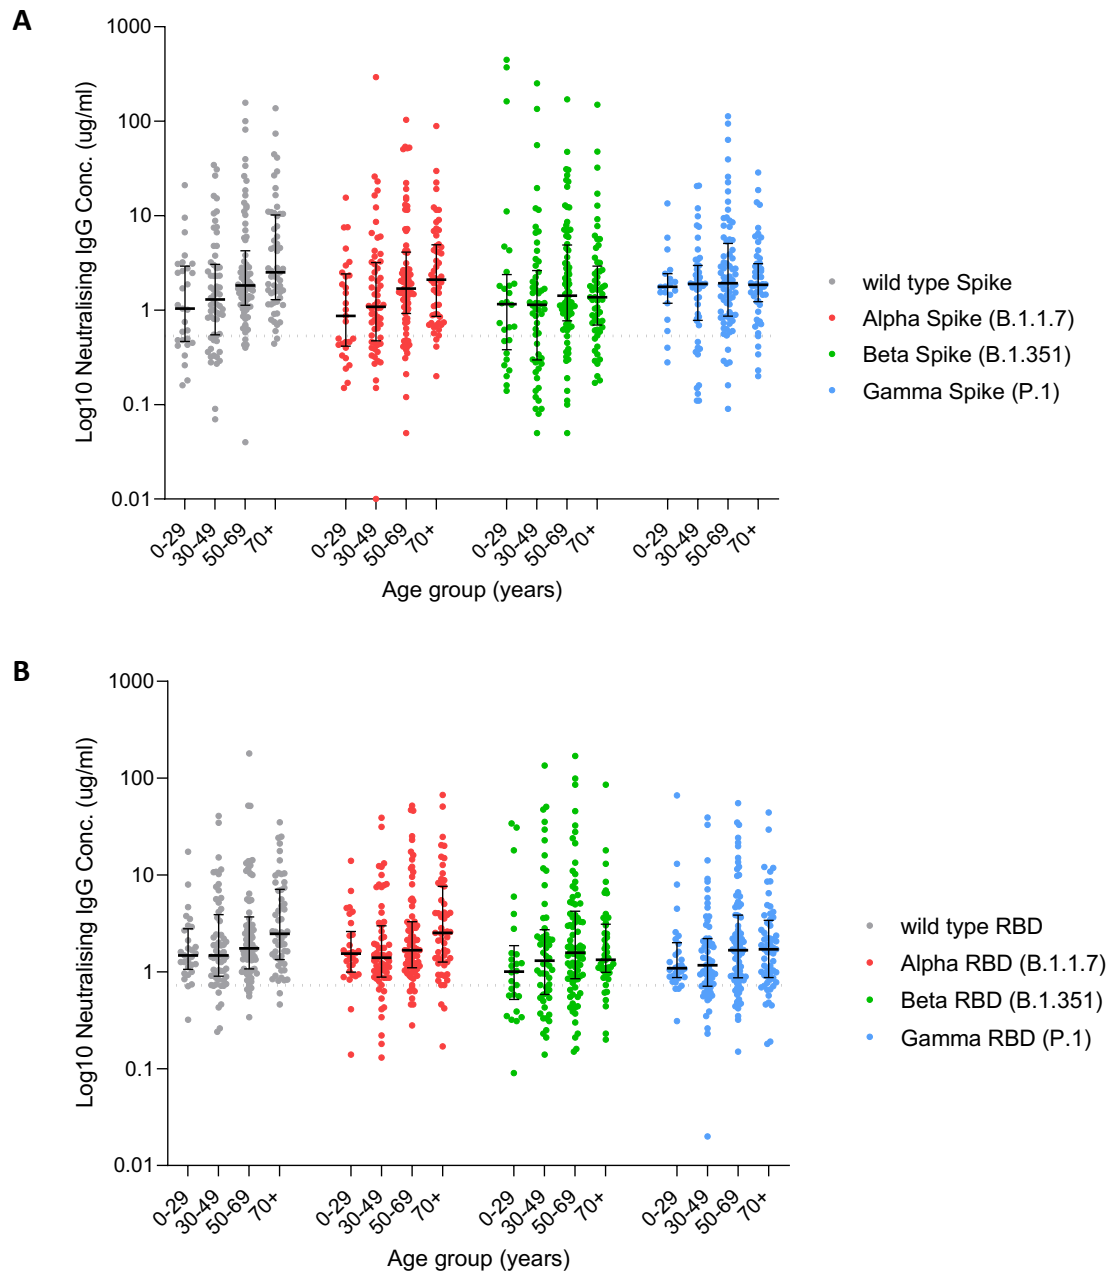 A
1000
100
10
1
0.1
0.01
Log10 Neutralising IgG Conc. (ug/ml)
0-29 30-49 50-69 70+ 0-29 30-49 50-69 70+ 0-29 30-49 50-69 70+ 0-29 30-49 50-69 70+
Age group (years)
wild type Spike
Alpha Spike (B.1.1.7)
Beta Spike (B.1.351)
Gamma Spike (P.1)
B
1000
100
10
1
0.1
0.01
Log10 Neutralising IgG Conc. (ug/ml)
0-29 30-49 50-69 70+ 0-29 30-49 50-69 70+ 0-29 30-49 50-69 70+ 0-29 30-49 50-69 70+
Age group (years)
wild type RBD
Alpha RBD (B.1.1.7)
Beta RBD (B.1.351)
Gamma RBD (P.1)